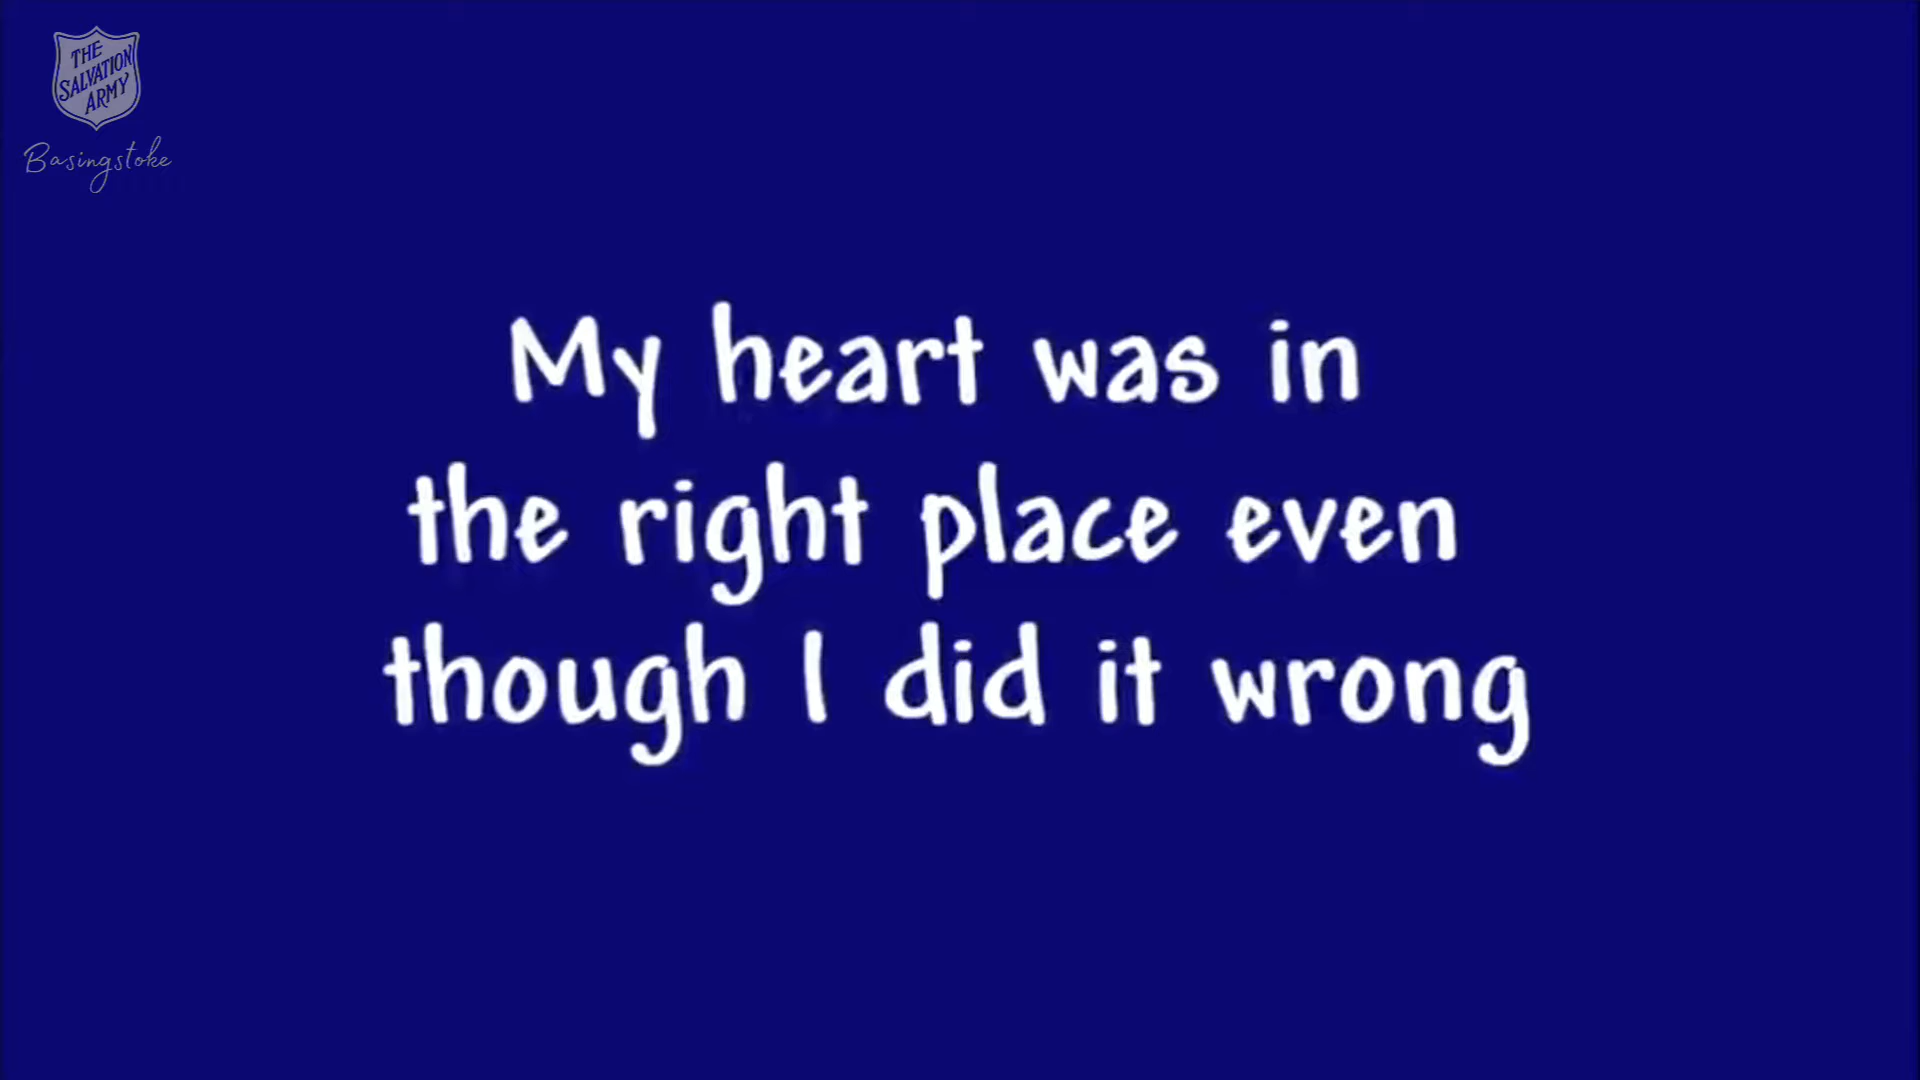 THE
SALVATION
ARMY
Basingstoke
My heart was in
the right place even
though I did it wrong